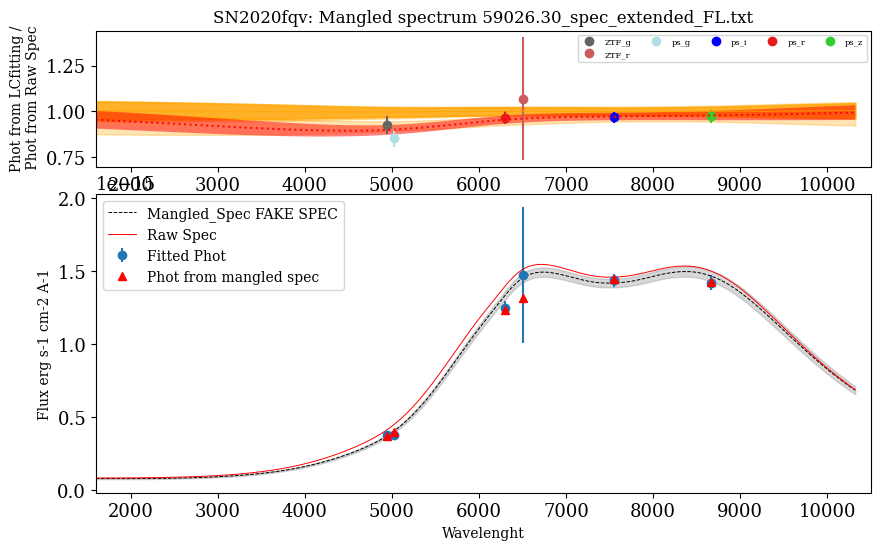 SN2020fqv: Mangled spectrum 59026.30_spec_extended_FL.txt
Phot from LCfitting /
Phot from Raw Spec
1.25
1.00
0.75
ZTF_g ps_g ps_i ps_r ps_z
ZTF_r
2000 3000 4000 5000 6000 7000 8000 9000 10000
1e−15
2.0
1.5
1.0
0.5
0.0
Flux erg s-1 cm-2 A-1
Mangled_Spec FAKE SPEC
Raw Spec
Fitted Phot
Phot from mangled spec
2000 3000 4000 5000 6000 7000 8000 9000 10000
Wavelenght